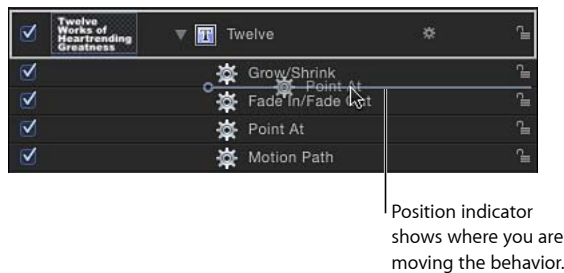 Twelve
Works of
Heartrending
Greatness
T Twelve
Grow/Shrink
Point At
Fade In/Fade Out
Point At
Motion Path
Position indicator
shows where you are
moving the behavior.